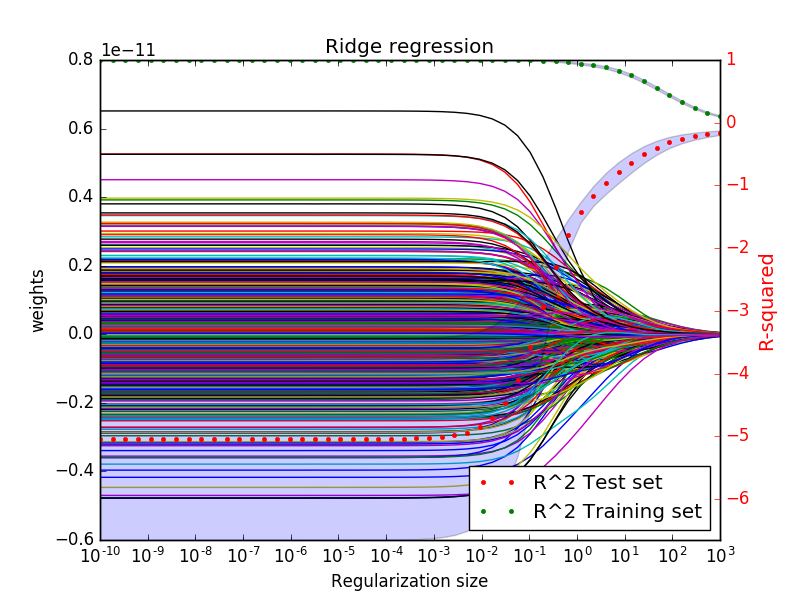 Ridge regression
1e−11
0.8
0.6
0.4
0.2
0.0
−0.2
−0.4
−0.6
weights
1
0
−1
−2
−3
−4
−5
−6
R-squared
R^2 Test set
R^2 Training set
10^-10 10^-9 10^-8 10^-7 10^-6 10^-5 10^-4 10^-3 10^-2 10^-1 10^0 10^1 10^2 10^3
Regularization size